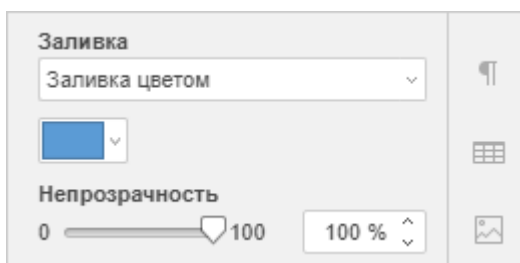 Заливка
Заливка цветом
Непрозрачность
0 100 100 %